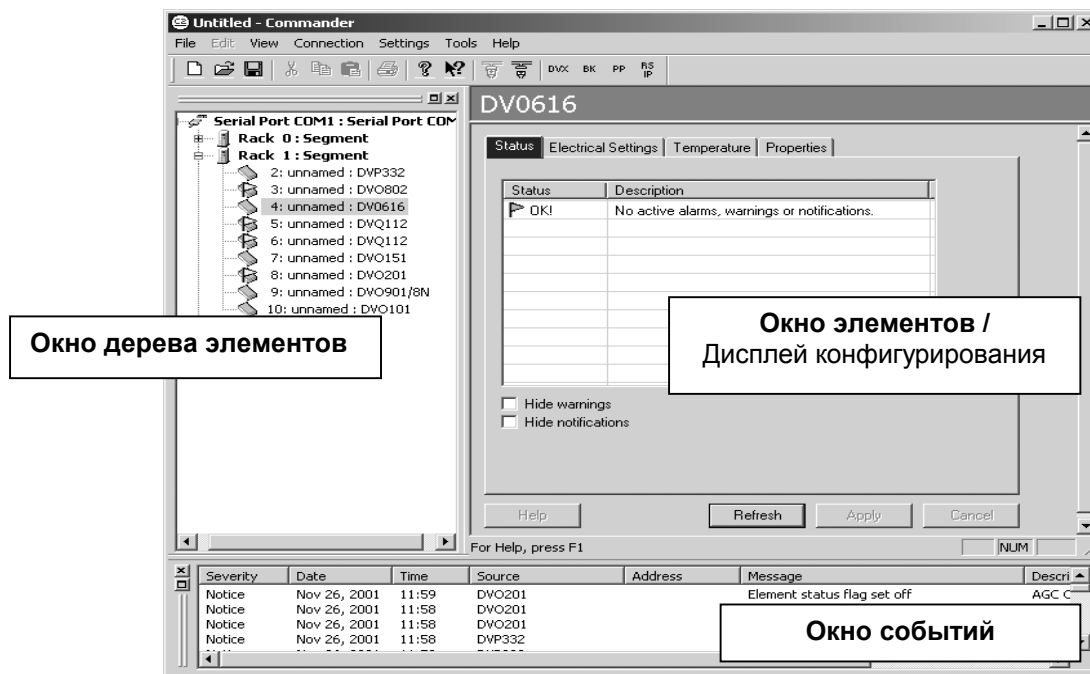 Untitled - Commander
File Edit View Connection Settings Tools Help
DVX BK PP RS IP
Serial Port COM1 : Serial Port COM
Rack 0 : Segment
Rack 1 : Segment
2: unnamed : DVP332
3: unnamed : DVO802
4: unnamed : DV0616
5: unnamed : DVQ112
6: unnamed : DVQ112
7: unnamed : DVO151
8: unnamed : DVO201
9: unnamed : DVO901/8N
10: unnamed : DVO101
Окно дерева элементов
DV0616
Status Electrical Settings Temperature Properties
Status Description
OK! No active alarms, warnings or notifications.
Окно элементов /
Дисплей конфигурирования
Hide warnings
Hide notifications
Help Refresh Apply Cancel
For Help, press F1 NUM
Severity Date Time Source Address Message Descri
Notice Nov 26, 2001 11:59 DVO201 Element status flag set off AGC
Notice Nov 26, 2001 11:58 DVO201
Notice Nov 26, 2001 11:58 DVO201
Notice Nov 26, 2001 11:58 DVP332
Окно событий